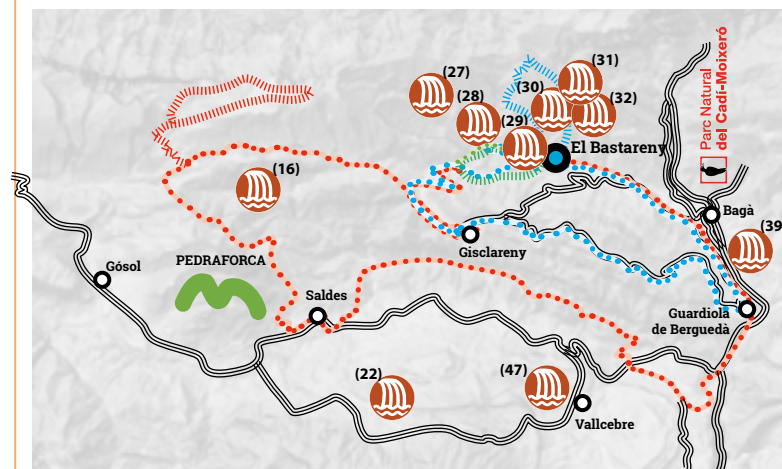 (27)
(28)
(29)
(30)
(31)
(32)
El Bastareny
Parc Natural
del Cadí-Moixeró
(16)
Bagà
(39
Gisclareny
PEDRAFORCA
Gósol
Saldes
Guardiola
de Berguedà
(22)
(47)
Vallcebre